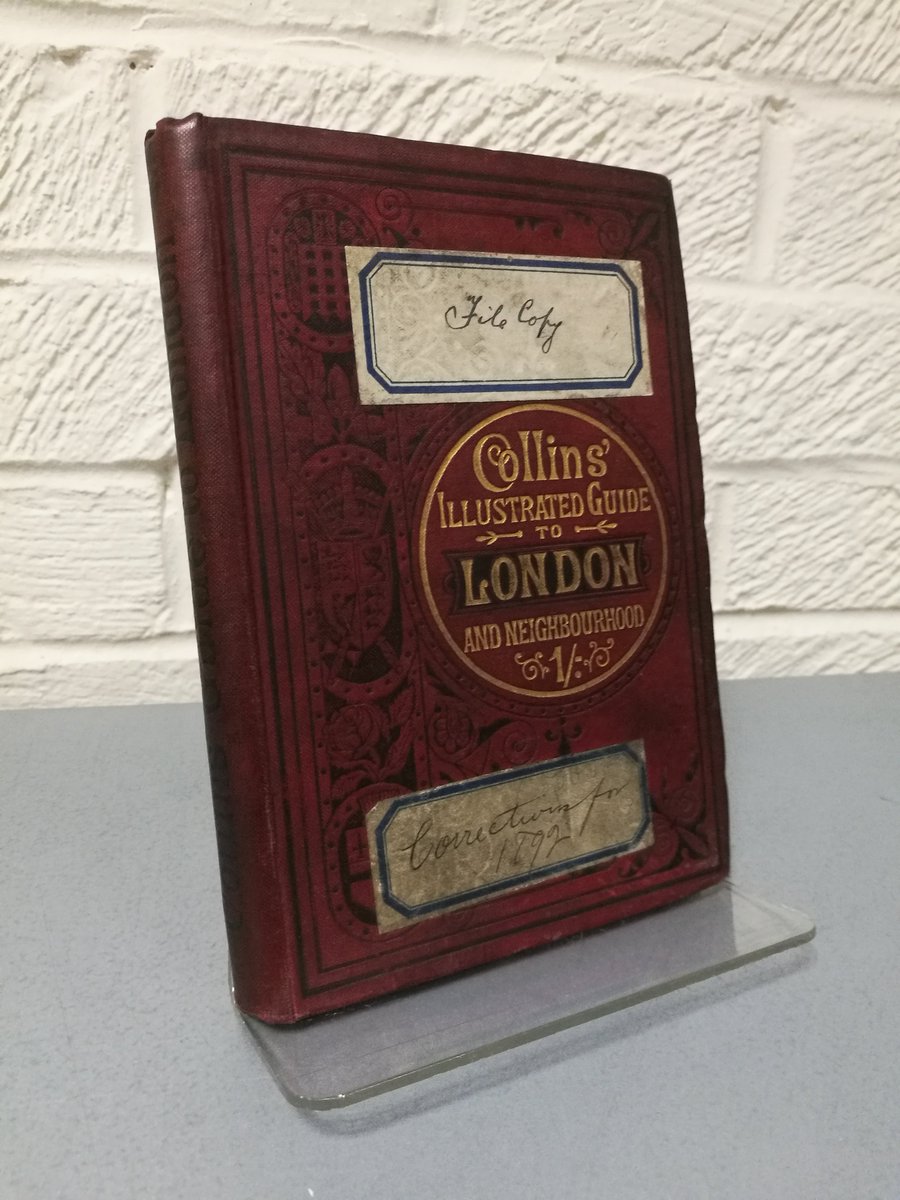 File Copy
Collins'
ILLUSTRATED GUIDE
TO
LONDON
AND NEIGHBOURHOOD
1/-
Corrections for
1892